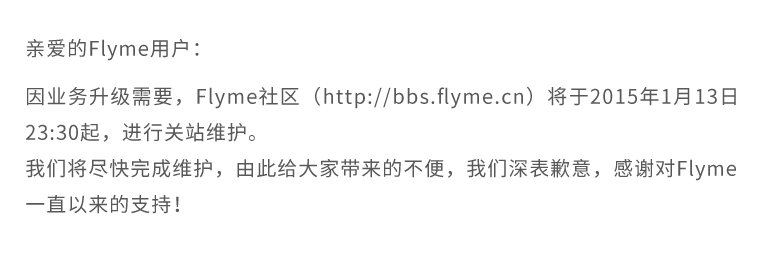 亲爱的Flyme用户：
因业务升级需要，Flyme社区（http://bbs.flyme.cn）将于2015年1月13日
23:30起，进行关站维护。
我们将尽快完成维护，由此给大家带来的不便，我们深表歉意，感谢对Flyme
一直以来的支持！